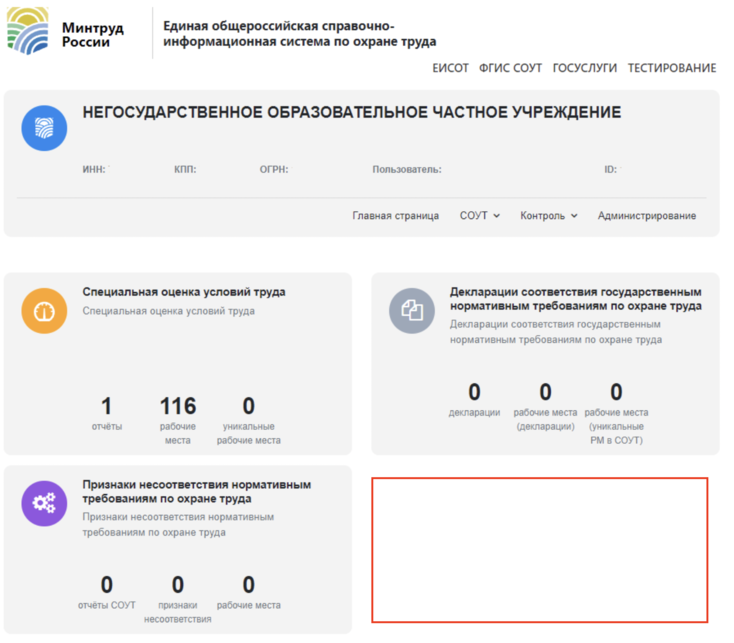 Минтруд
России
Единая общероссийская справочно-
информационная система по охране труда
ЕИСОТ ФГИС СОУТ ГОСУСЛУГИ ТЕСТИРОВАНИЕ
НЕГОСУДАРСТВЕННОЕ ОБРАЗОВАТЕЛЬНОЕ ЧАСТНОЕ УЧРЕЖДЕНИЕ
ИНН: КПП: ОГРН: Пользователь: ID:
Главная страница СОУТ Контроль Администрирование
Специальная оценка условий труда
Специальная оценка условий труда
1 116 0
отчёты рабочие уникальные
места рабочие места
Декларации соответствия государственным
нормативным требованиям по охране труда
Декларации соответствия государственным
нормативным требованиям по охране труда
0 0 0
декларации рабочие места рабочие места
(декларации) (уникальные
РМ в СОУТ)
Признаки несоответствия нормативным
требованиям по охране труда
Признаки несоответствия нормативным
требованиям по охране труда
0 0 0
отчёты СОУТ признаки рабочие места
несоответствия